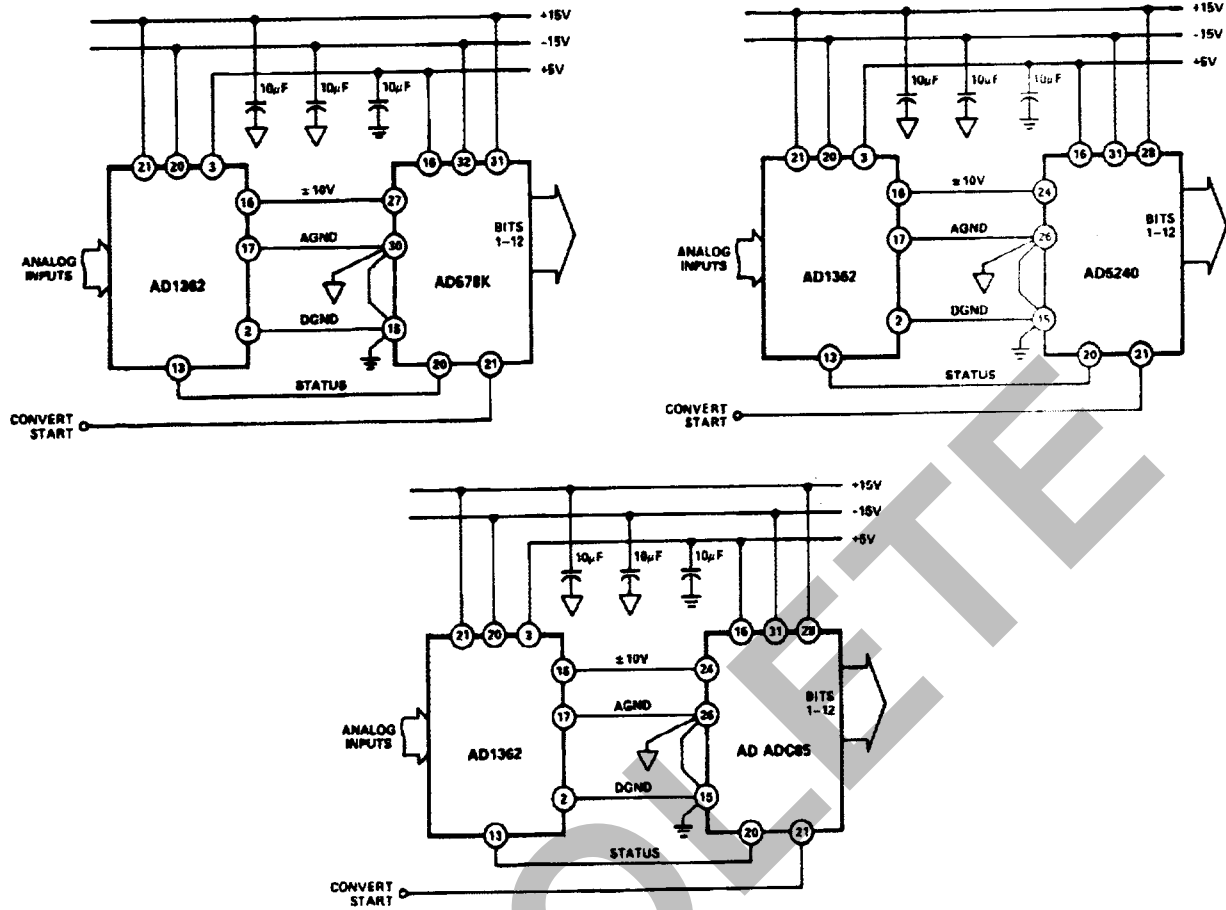 +15V
-15V
+5V
10µF
10µF
10µF
21
20
3
16
32
31
16
±10V
27
17
AGND
30
BITS
1–12
ANALOG
INPUTS
AD1362
AD578K
2
DGND
15
13
20
21
STATUS
CONVERT
START
+15V
-15V
+5V
10µF
10µF
10µF
21
20
3
16
31
28
16
±10V
24
17
AGND
26
BITS
1–12
ANALOG
INPUTS
AD1362
AD5240
2
DGND
15
13
20
21
STATUS
CONVERT
START
+15V
-15V
+5V
10µF
10µF
10µF
21
20
3
16
31
28
16
±10V
24
17
AGND
26
BITS
1–12
ANALOG
INPUTS
AD1362
AD ADC85
2
DGND
15
13
20
21
STATUS
CONVERT
START
OLETE